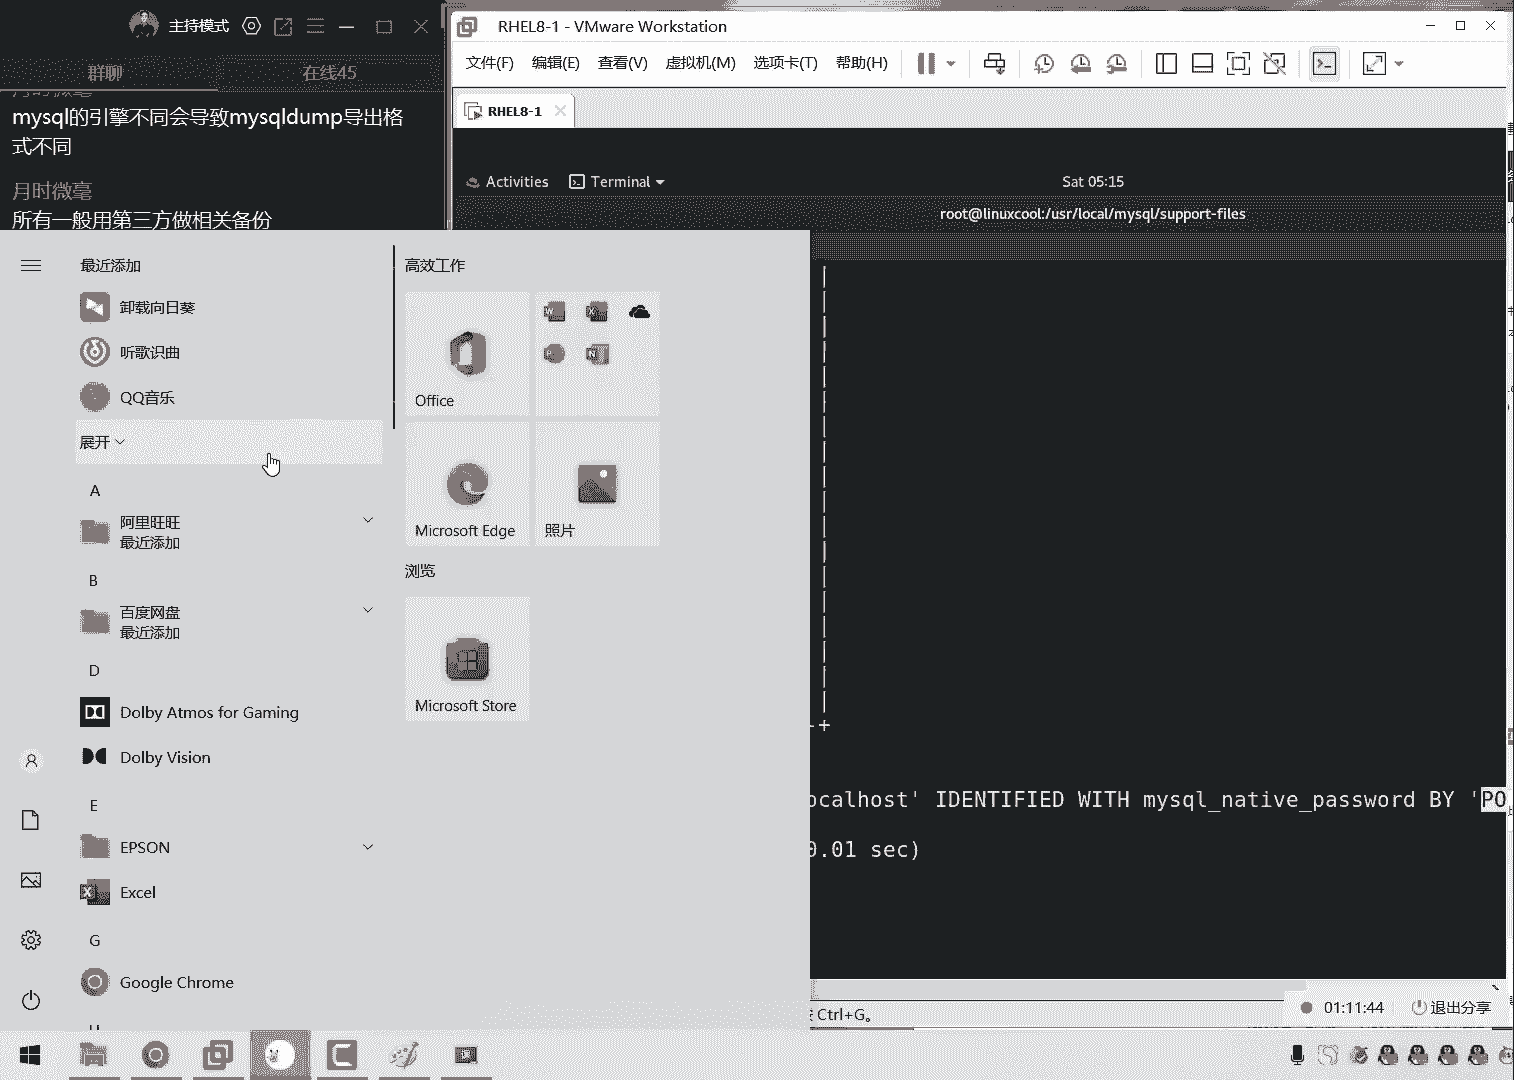 主持模式
群聊
在线45
mysql的引擎不同会导致mysqldump导出格
式不同
月时微毫
所有一般用第三方做相关备份
RHEL8-1 - VMware Workstation
文件(F) 编辑(E) 查看(V) 虚拟机(M) 选项卡(T) 帮助(H)
RHEL8-1
Activities Terminal Sat 05:15
root@linuxcool:/usr/local/mysql/support-files
最近添加
卸载向日葵
听歌识曲
QQ音乐
展开
A
阿里旺旺
最近添加
B
百度网盘
最近添加
D
Dolby Atmos for Gaming
Dolby Vision
E
EPSON
Excel
G
Google Chrome
高效工作
Office
Microsoft Edge
照片
浏览
Microsoft Store
ocalhost' IDENTIFIED WITH mysql_native_password BY 'PO
0.01 sec)
Ctrl+G。
01:11:44 退出分享